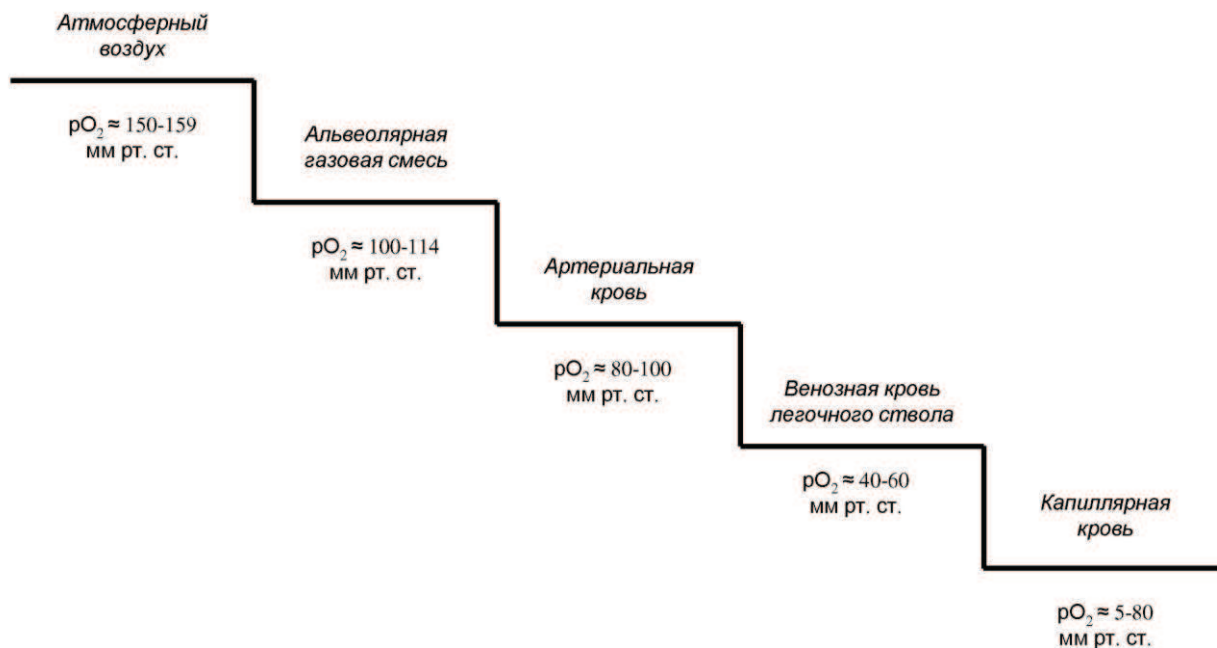 Атмосферный
воздух
pO₂ ≈ 150-159
мм рт. ст.
Альвеолярная
газовая смесь
pO₂ ≈ 100-114
мм рт. ст.
Артериальная
кровь
pO₂ ≈ 80-100
мм рт. ст.
Венозная кровь
легочного ствола
pO₂ ≈ 40-60
мм рт. ст.
Капиллярная
кровь
pO₂ ≈ 5-80
мм рт. ст.